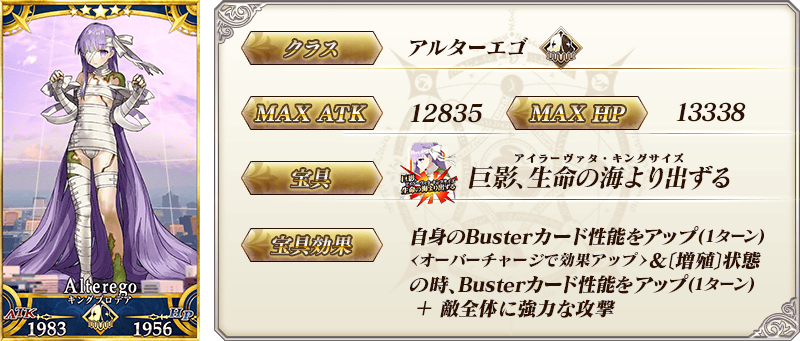 Alterego
キングプロテア
ATK
HP
1983
1956
クラス
アルターエゴ
MAX ATK
12835
MAX HP
13338
宝具
アイラーヴァタ・キングサイズ
巨影、生命の海より出ずる
宝具効果
自身のBusterカード性能をアップ(1ターン)
<オーバーチャージで効果アップ>&〔増殖〕状態
の時、Busterカード性能をアップ(1ターン)
+ 敵全体に強力な攻撃